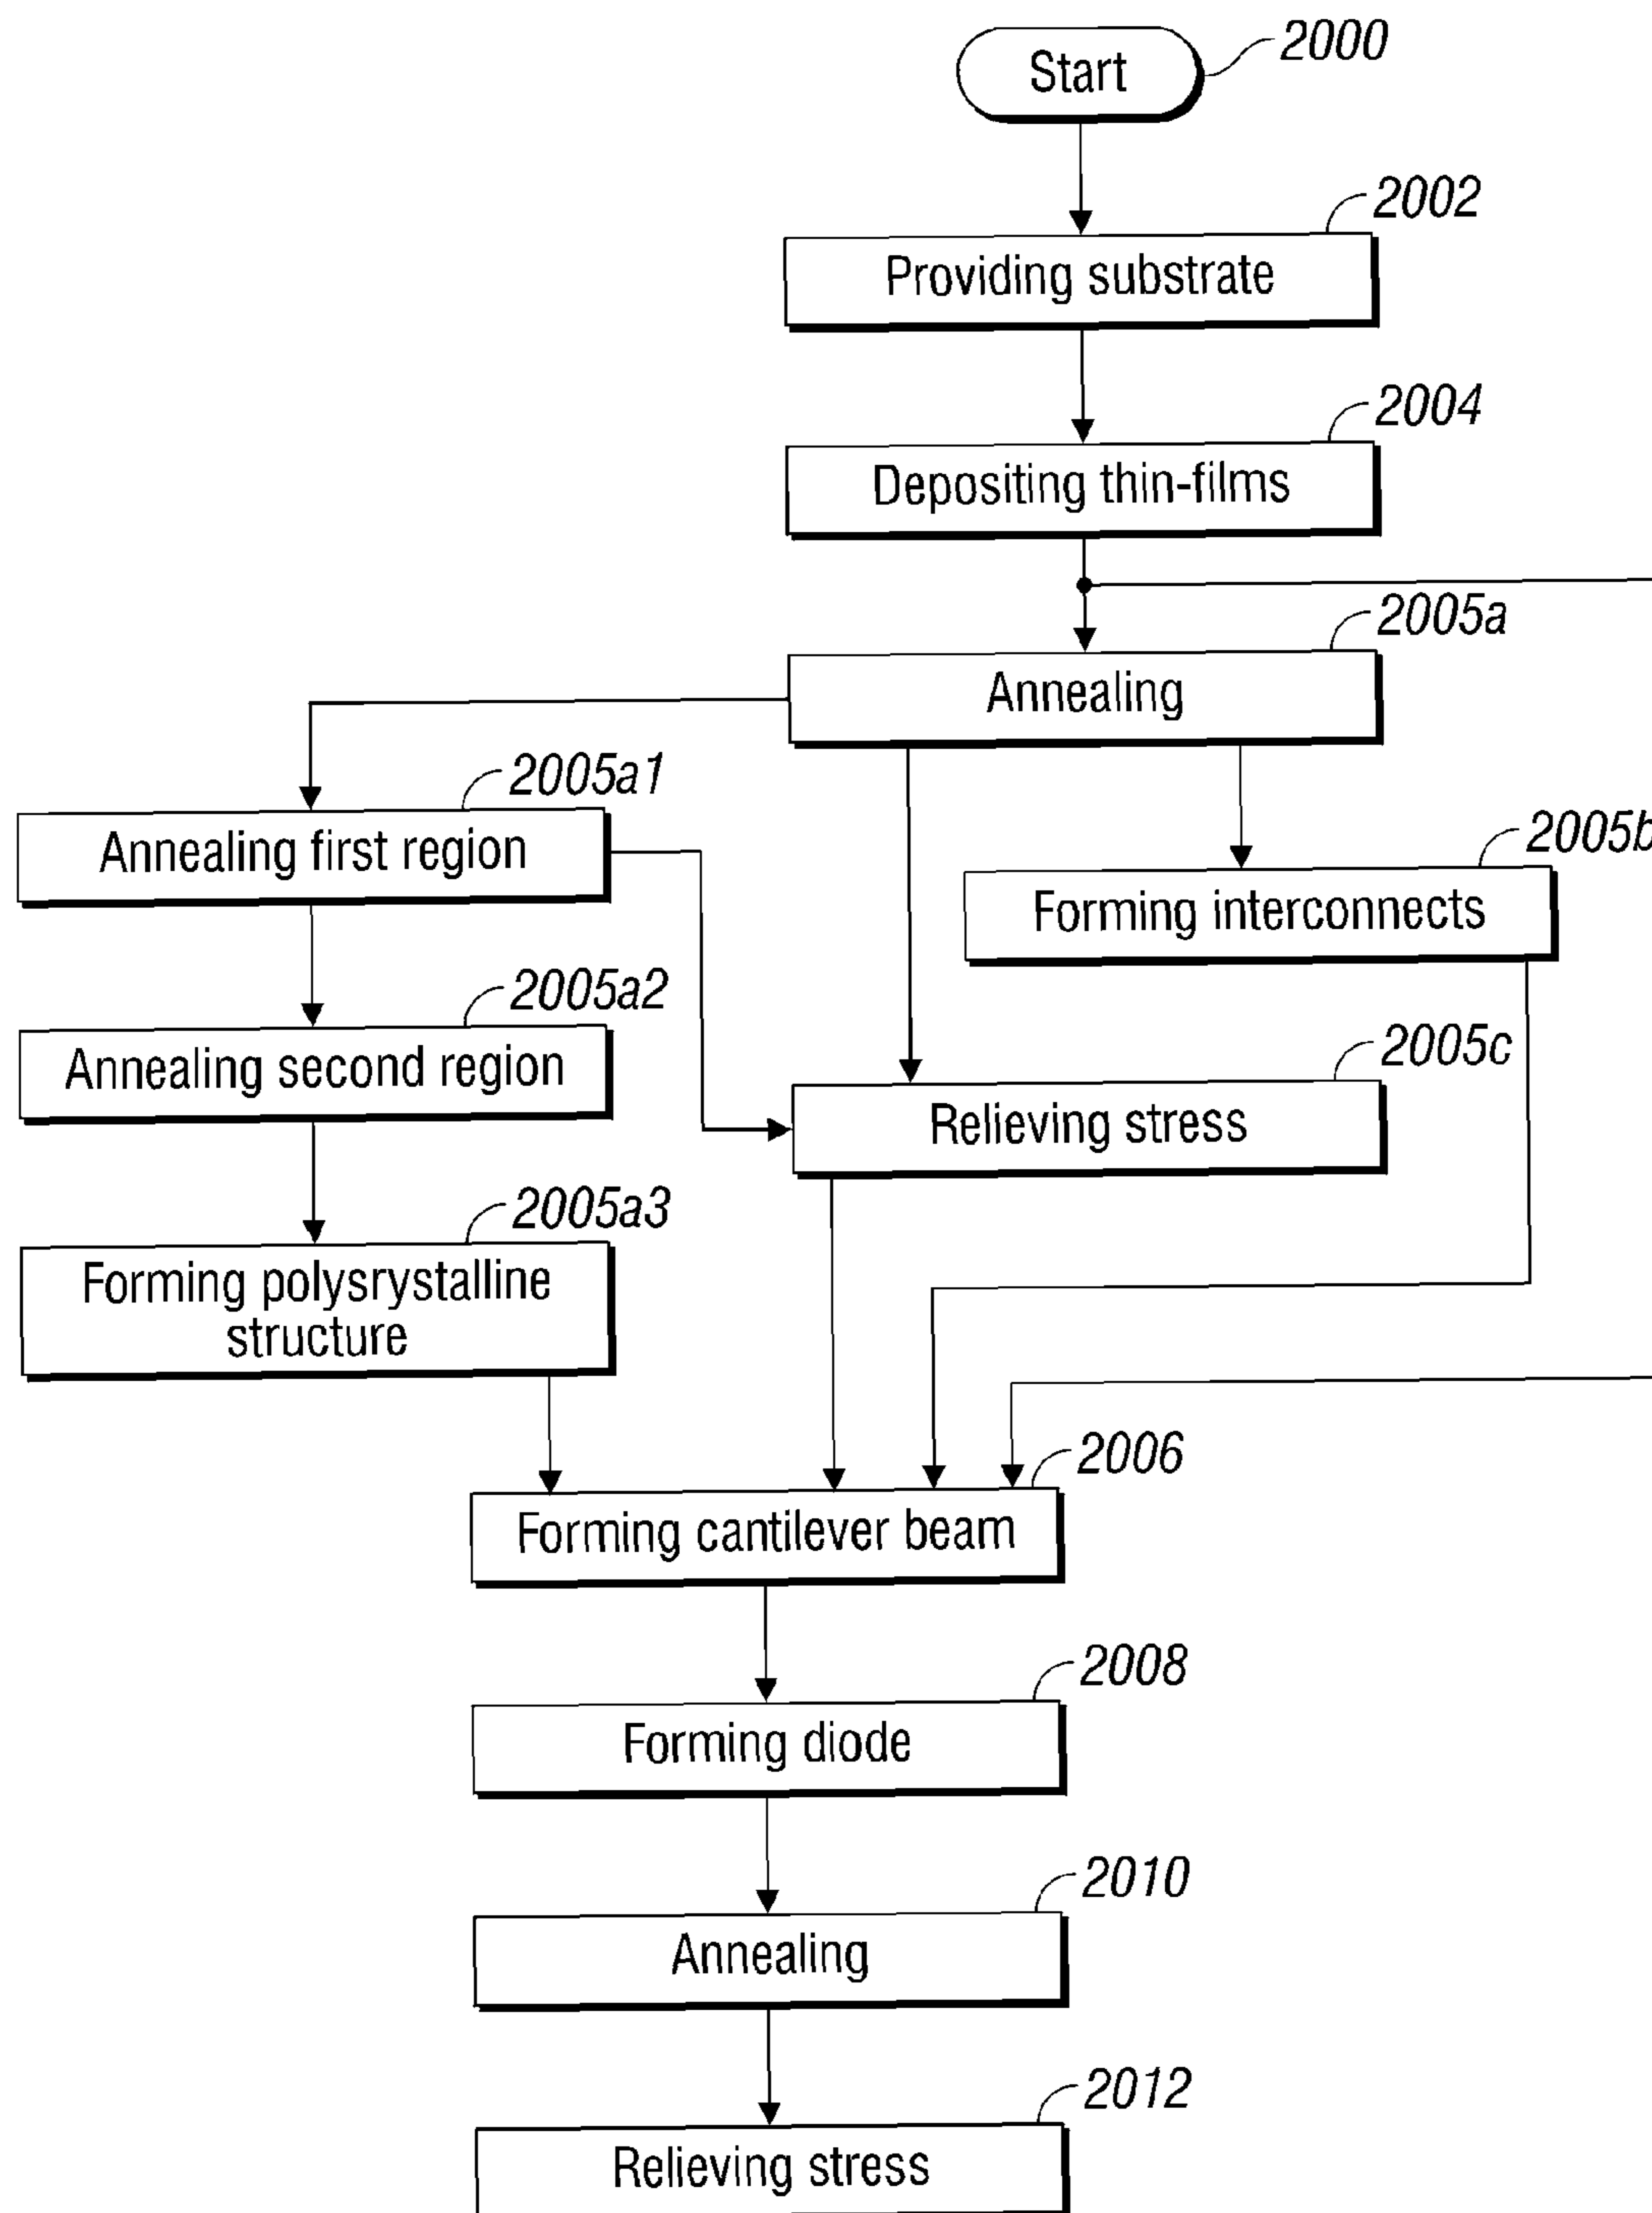 2000
Start
2002
Providing substrate
2004
Depositing thin-films
2005a
Annealing
2005a1
Annealing first region
2005b
Forming interconnects
2005a2
Annealing second region
2005c
Relieving stress
2005a3
Forming polysrystalline
structure
2006
Forming cantilever beam
2008
Forming diode
2010
Annealing
2012
Relieving stress